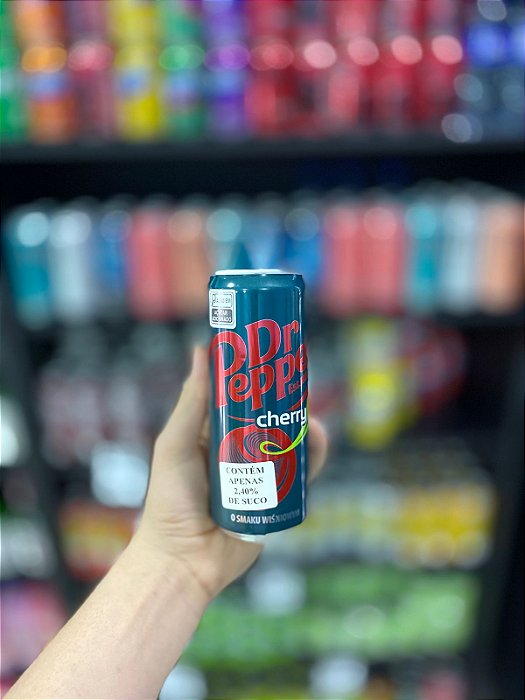 Dr
Pepper
cherry
CONTÉM
APENAS
2,40%
DE SUCO
O SMAKU WIŚNIOWYM